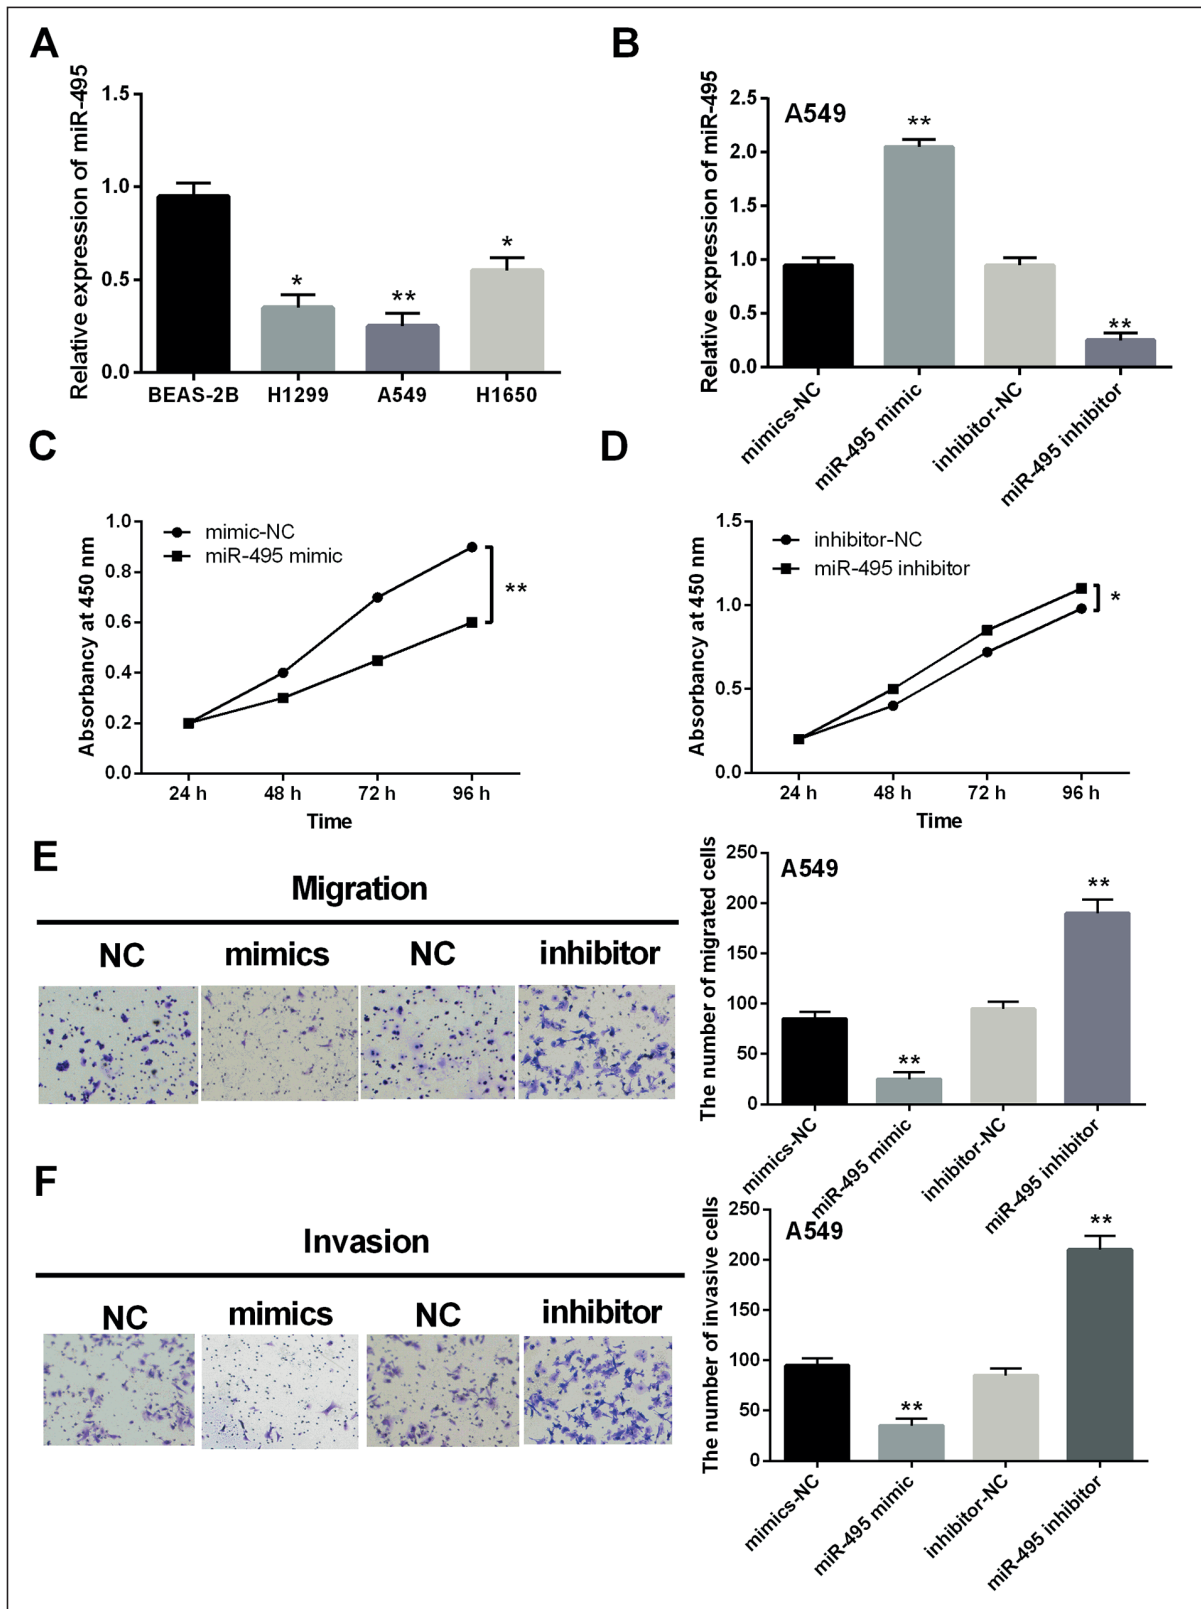 A
Relative expression of miR-495
1.5
1.0
0.5
0.0
*
**
*
BEAS-2B H1299 A549 H1650
B
Relative expression of miR-495
A549
2.5
2.0
1.5
1.0
0.5
0.0
**
**
mimics-NC
miR-495 mimic
inhibitor-NC
miR-495 inhibitor
C
Absorbancy at 450 nm
1.0
0.8
0.6
0.4
0.2
0.0
mimic-NC
miR-495 mimic
**
24 h 48 h 72 h 96 h
Time
D
Absorbancy at 450 nm
1.5
1.0
0.5
0.0
inhibitor-NC
miR-495 inhibitor
*
24 h 48 h 72 h 96 h
Time
E
Migration
NC mimics NC inhibitor
The number of migrated cells
A549
250
200
150
100
50
0
**
**
mimics-NC
miR-495 mimic
inhibitor-NC
miR-495 inhibitor
F
Invasion
NC mimics NC inhibitor
The number of invasive cells
A549
250
200
150
100
50
0
**
**
mimics-NC
miR-495 mimic
inhibitor-NC
miR-495 inhibitor